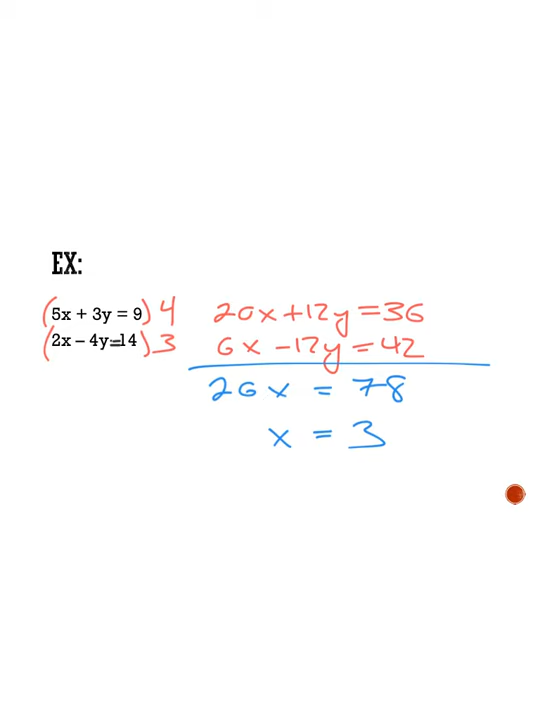 EX:
(5x + 3y = 9) 4 20x + 12y = 36
(2x – 4y=14 ) 3 6x - 12y = 42
26x = 78
x = 3